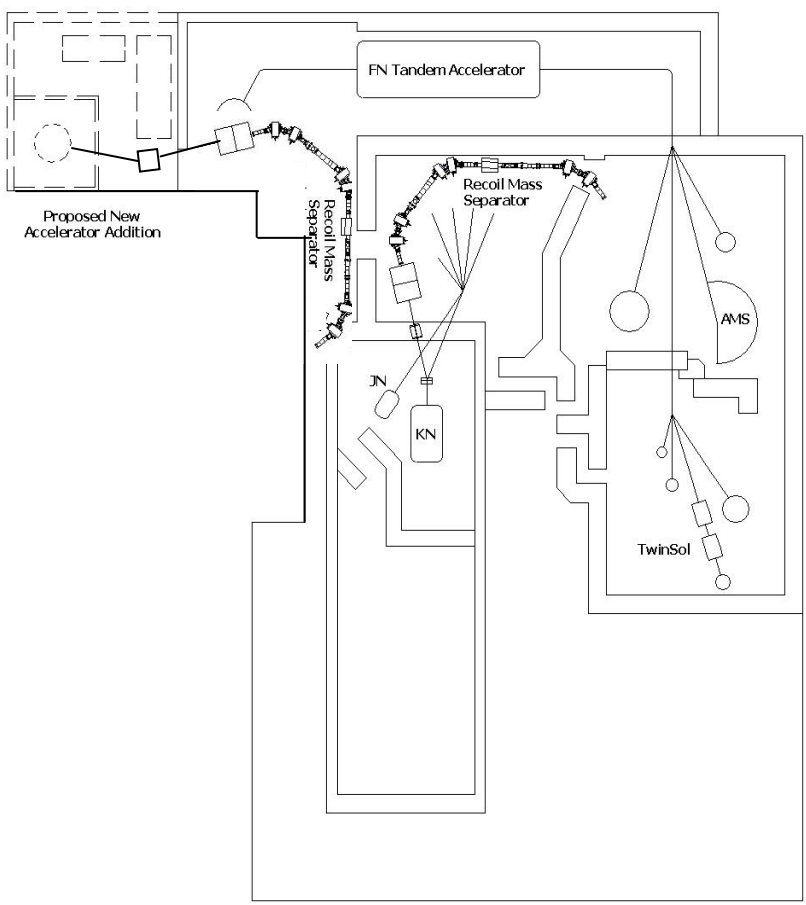 FN Tandem Accelerator
Recoil Mass
Separator
Proposed New
Accelerator Addition
Recoil Mass
Separator
AMS
JN
KN
TwinSol